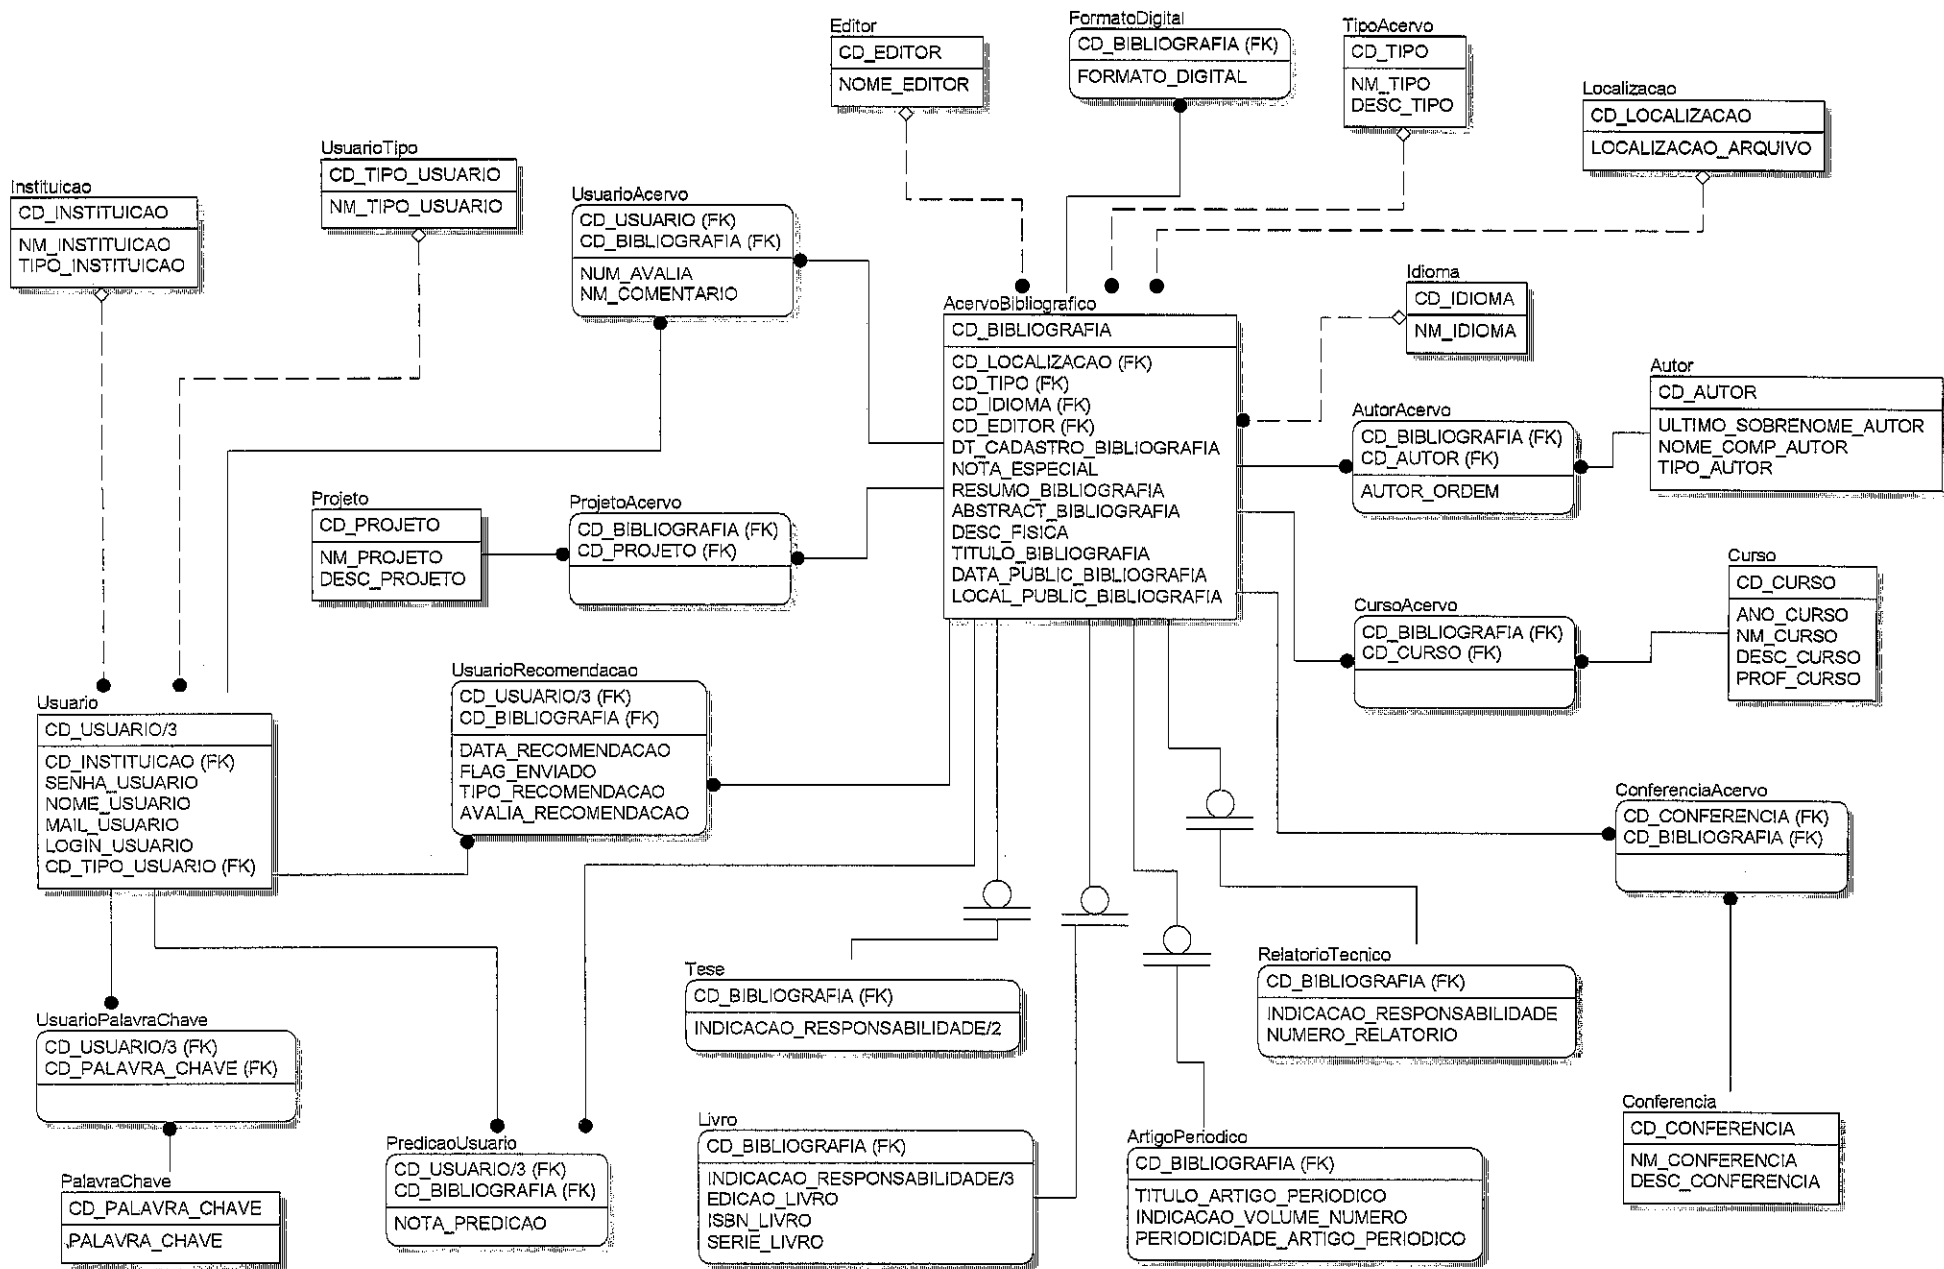 Editor
CD_EDITOR
NOME_EDITOR
FormatoDigital
CD_BIBLIOGRAFIA (FK)
FORMATO_DIGITAL
TipoAcervo
CD_TIPO
NM_TIPO
DESC_TIPO
Localizacao
CD_LOCALIZACAO
LOCALIZACAO_ARQUIVO
UsuarioTipo
CD_TIPO_USUARIO
NM_TIPO_USUARIO
Instituicao
CD_INSTITUICAO
NM_INSTITUICAO
TIPO_INSTITUICAO
UsuarioAcervo
CD_USUARIO (FK)
CD_BIBLIOGRAFIA (FK)
NUM_AVALIA
NM_COMENTARIO
Idioma
CD_IDIOMA
NM_IDIOMA
AcervoBibliografico
CD_BIBLIOGRAFIA
CD_LOCALIZACAO (FK)
CD_TIPO (FK)
CD_IDIOMA (FK)
CD_EDITOR (FK)
DT_CADASTRO_BIBLIOGRAFIA
NOTA_ESPECIAL
RESUMO_BIBLIOGRAFIA
ABSTRACT_BIBLIOGRAFIA
DESC_FISICA
TITULO_BIBLIOGRAFIA
DATA_PUBLIC_BIBLIOGRAFIA
LOCAL_PUBLIC_BIBLIOGRAFIA
Autor
CD_AUTOR
ULTIMO_SOBRENOME_AUTOR
NOME_COMP_AUTOR
TIPO_AUTOR
AutorAcervo
CD_BIBLIOGRAFIA (FK)
CD_AUTOR (FK)
AUTOR_ORDEM
Projeto
CD_PROJETO
NM_PROJETO
DESC_PROJETO
ProjetoAcervo
CD_BIBLIOGRAFIA (FK)
CD_PROJETO (FK)
Curso
CD_CURSO
ANO_CURSO
NM_CURSO
DESC_CURSO
PROF_CURSO
CursoAcervo
CD_BIBLIOGRAFIA (FK)
CD_CURSO (FK)
UsuarioRecomendacao
CD_USUARIO/3 (FK)
CD_BIBLIOGRAFIA (FK)
DATA_RECOMENDACAO
FLAG_ENVIADO
TIPO_RECOMENDACAO
AVALIA_RECOMENDACAO
Usuario
CD_USUARIO/3
CD_INSTITUICAO (FK)
SENHA_USUARIO
NOME_USUARIO
MAIL_USUARIO
LOGIN_USUARIO
CD_TIPO_USUARIO (FK)
ConferenciaAcervo
CD_CONFERENCIA (FK)
CD_BIBLIOGRAFIA (FK)
Tese
CD_BIBLIOGRAFIA (FK)
INDICACAO_RESPONSABILIDADE/2
RelatorioTecnico
CD_BIBLIOGRAFIA (FK)
INDICACAO_RESPONSABILIDADE
NUMERO_RELATORIO
UsuarioPalavraChave
CD_USUARIO/3 (FK)
CD_PALAVRA_CHAVE (FK)
Conferencia
CD_CONFERENCIA
NM_CONFERENCIA
DESC_CONFERENCIA
Livro
CD_BIBLIOGRAFIA (FK)
INDICACAO_RESPONSABILIDADE/3
EDICAO_LIVRO
ISBN_LIVRO
SERIE_LIVRO
ArtigoPeriodico
CD_BIBLIOGRAFIA (FK)
TITULO_ARTIGO_PERIODICO
INDICACAO_VOLUME_NUMERO
PERIODICIDADE_ARTIGO_PERIODICO
PredicaoUsuario
CD_USUARIO/3 (FK)
CD_BIBLIOGRAFIA (FK)
NOTA_PREDICAO
PalavraChave
CD_PALAVRA_CHAVE
PALAVRA_CHAVE